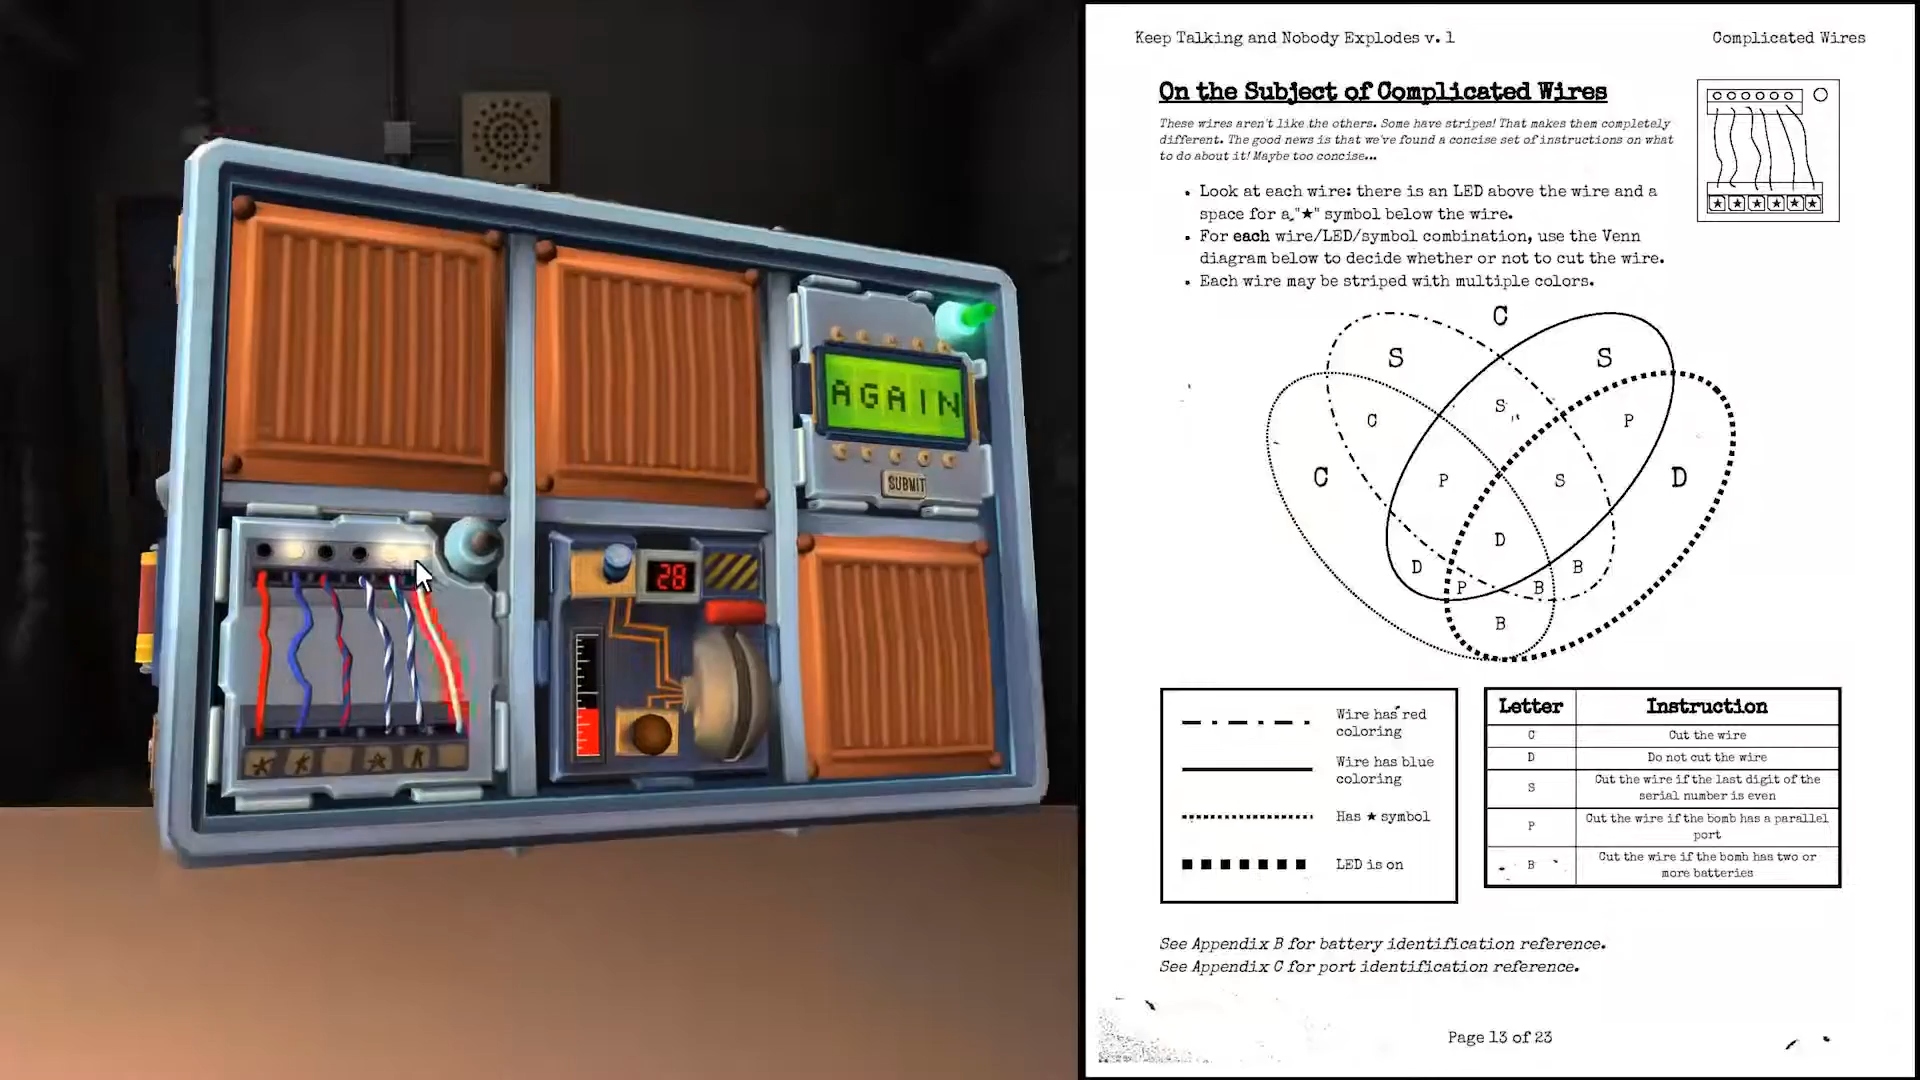 AGAIN
SUBMIT
28
Keep Talking and Nobody Explodes v. 1
Complicated Wires
On the Subject of Complicated Wires
These wires aren't like the others. Some have stripes! That makes them completely
different. The good news is that we've found a concise set of instructions on what
to do about it! Maybe too concise...
• Look at each wire: there is an LED above the wire and a
space for a "★" symbol below the wire.
• For each wire/LED/symbol combination, use the Venn
diagram below to decide whether or not to cut the wire.
• Each wire may be striped with multiple colors.
C
S
S
S
C
P
C
P
S
D
D
D
B
P
B
B
Wire has red
coloring
Wire has blue
coloring
Has ★ symbol
LED is on
Letter Instruction
C Cut the wire
D Do not cut the wire
S Cut the wire if the last digit of the
serial number is even
P Cut the wire if the bomb has a parallel
port
B Cut the wire if the bomb has two or
more batteries
See Appendix B for battery identification reference.
See Appendix C for port identification reference.
Page 13 of 23